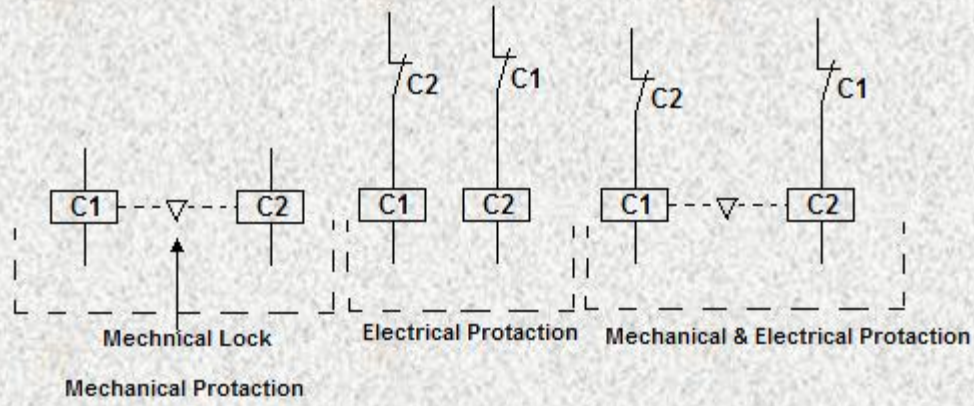 C2
C1
C2
C1
C1
C2
C1
C2
C1
C2
Mechnical Lock
Electrical Protaction
Mechanical & Electrical Protaction
Mechanical Protaction